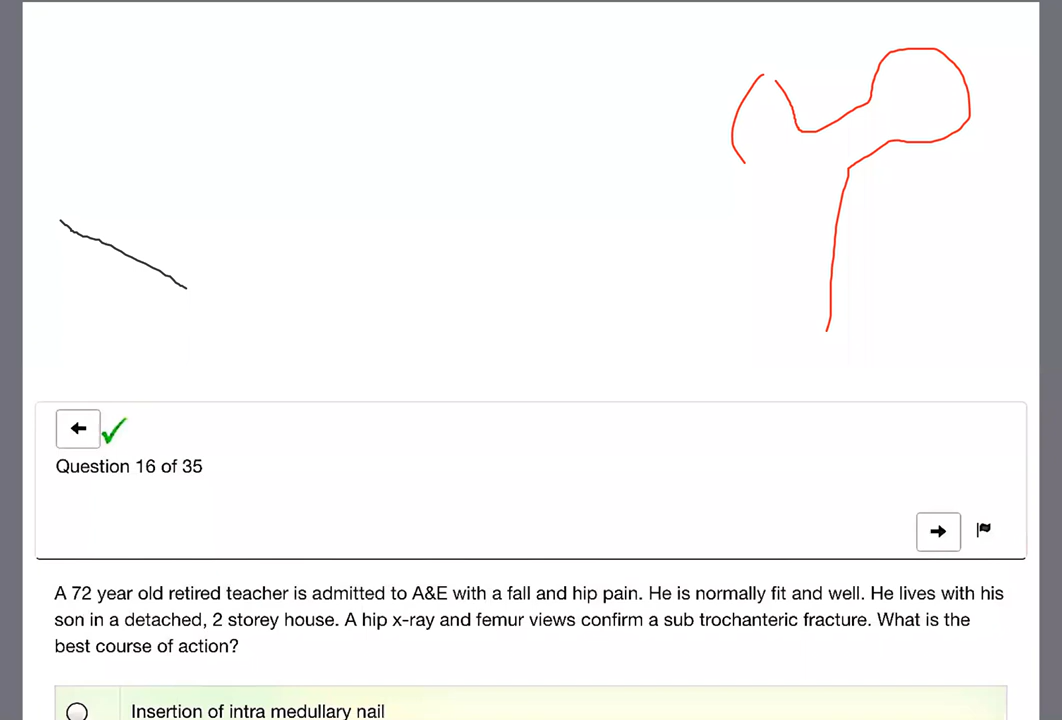 Question 16 of 35
A 72 year old retired teacher is admitted to A&E with a fall and hip pain. He is normally fit and well. He lives with his
son in a detached, 2 storey house. A hip x-ray and femur views confirm a sub trochanteric fracture. What is the
best course of action?
Insertion of intra medullary nail